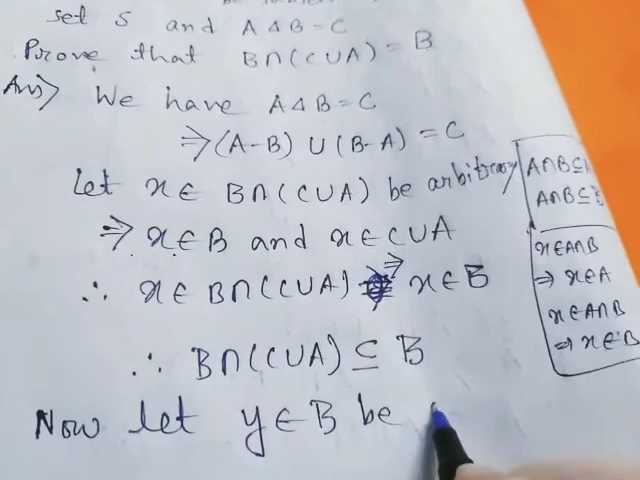 set S and A Δ B = C
Prove that B∩(C∪A) = B
Ans) We have A Δ B = C
⇒ (A-B) ∪ (B-A) = C
Let x ∈ B∩(C∪A) be arbitrary
⇒ x∈B and x∈C∪A
∴ x ∈ B∩(C∪A) ⇒ x∈B
∴ B∩(C∪A) ⊆ B
Now let y∈B be
A∩B⊆
A∩B⊆
x∈A∩B
⇒ x∈A
x∈A∩B
⇒ x∈B